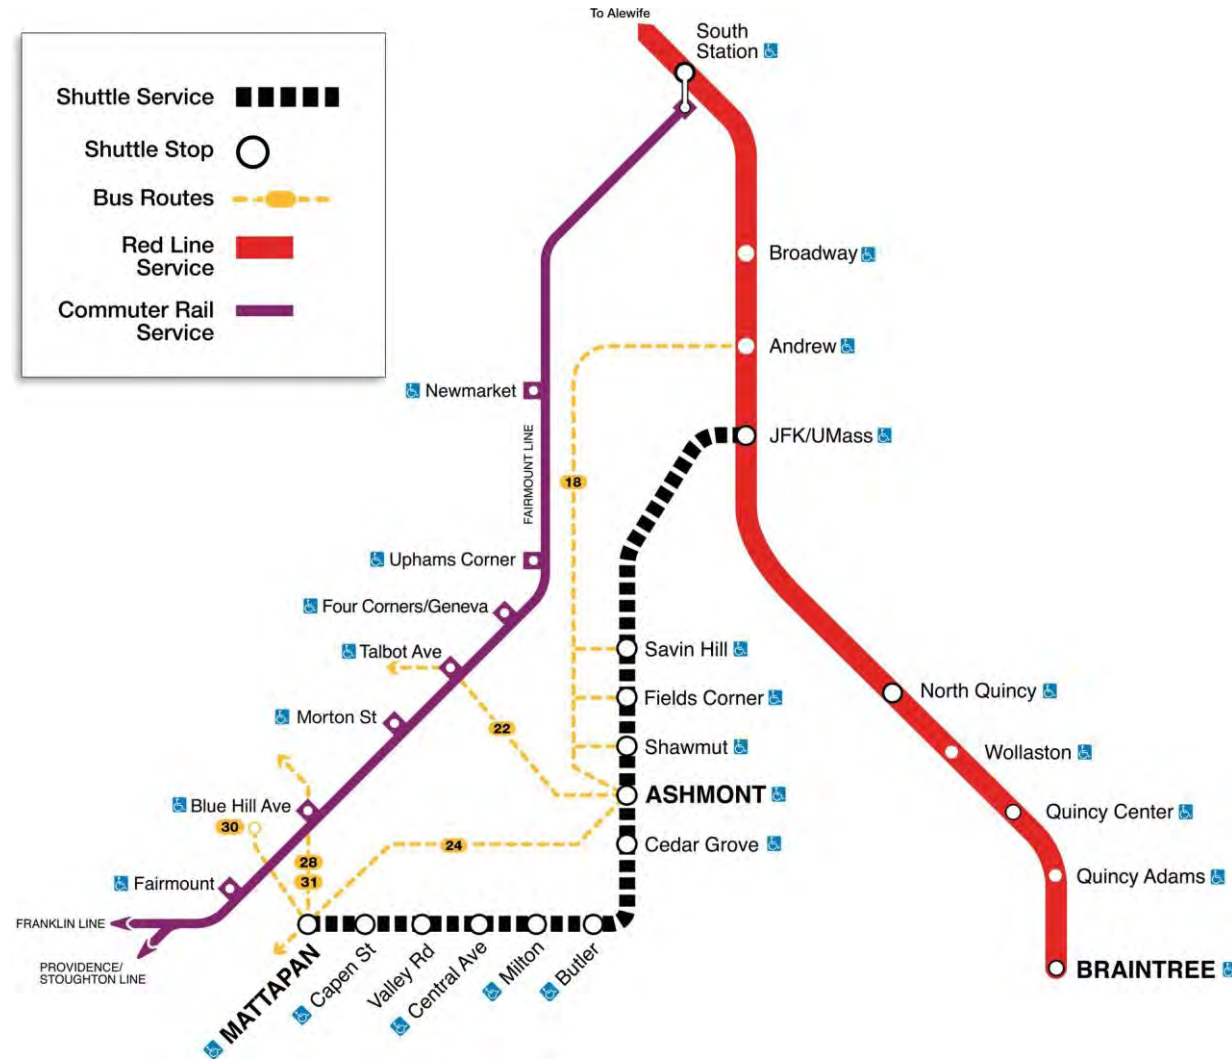 To Alewife
South
Station
Shuttle Service
Shuttle Stop
Bus Routes
Red Line
Service
Commuter Rail
Service
Broadway
Andrew
Newmarket
JFK/UMass
FAIRMOUNT LINE
18
Uphams Corner
Four Corners/Geneva
Talbot Ave
Savin Hill
North Quincy
Fields Corner
Morton St
22
Shawmut
Wollaston
Blue Hill Ave
ASHMONT
Quincy Center
30
24
Cedar Grove
28
31
Fairmount
Quincy Adams
FRANKLIN LINE
PROVIDENCE/
STOUGHTON LINE
MATTAPAN
Capen St
Valley Rd
Central Ave
Milton
Butler
BRAINTREE